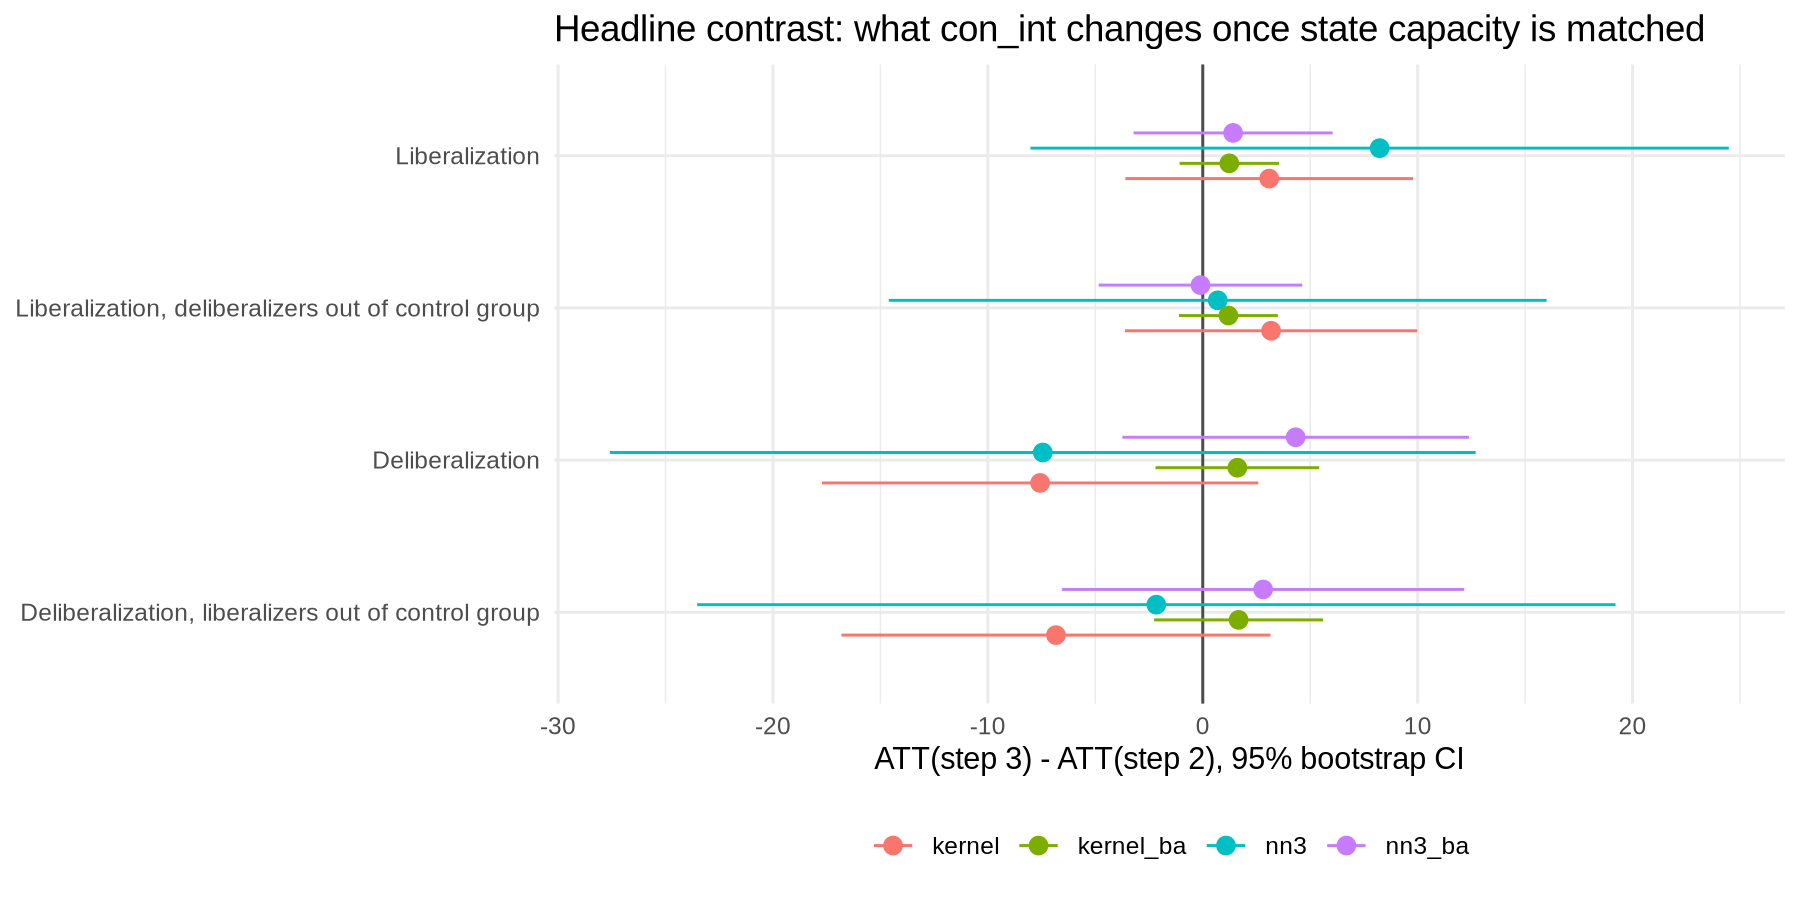 Headline contrast: what con_int changes once state capacity is matched
Liberalization
Liberalization, deliberalizers out of control group
Deliberalization
Deliberalization, liberalizers out of control group
-30 -20 -10 0 10 20
ATT(step 3) - ATT(step 2), 95% bootstrap CI
kernel kernel_ba nn3 nn3_ba